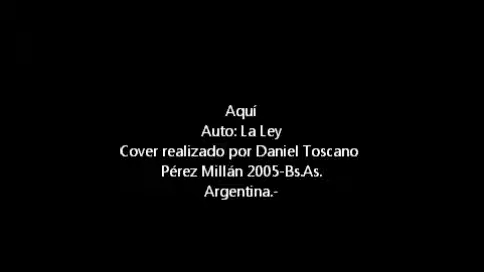 Aquí
Auto: La Ley
Cover realizado por Daniel Toscano
Pérez Millán 2005-Bs.As.
Argentina.-